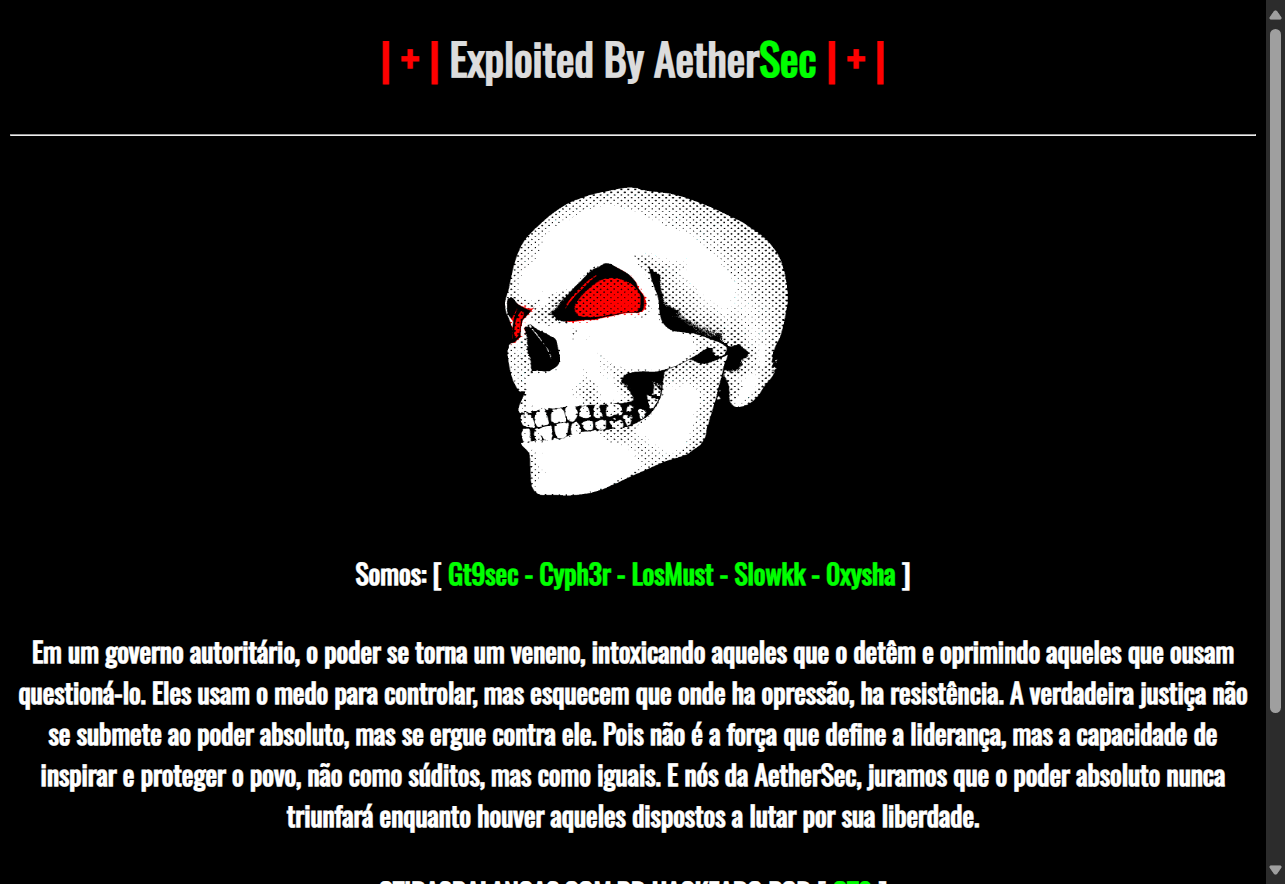 | + | Exploited By AetherSec | + |
Somos: [ Gt9sec - Cyph3r - LosMust - Slowkk - 0xysha ]
Em um governo autoritário, o poder se torna um veneno, intoxicando aqueles que o detêm e oprimindo aqueles que ousam
questioná-lo. Eles usam o medo para controlar, mas esquecem que onde ha opressão, ha resistência. A verdadeira justiça não
se submete ao poder absoluto, mas se ergue contra ele. Pois não é a força que define a liderança, mas a capacidade de
inspirar e proteger o povo, não como súditos, mas como iguais. E nós da AetherSec, juramos que o poder absoluto nunca
triunfará enquanto houver aqueles dispostos a lutar por sua liberdade.